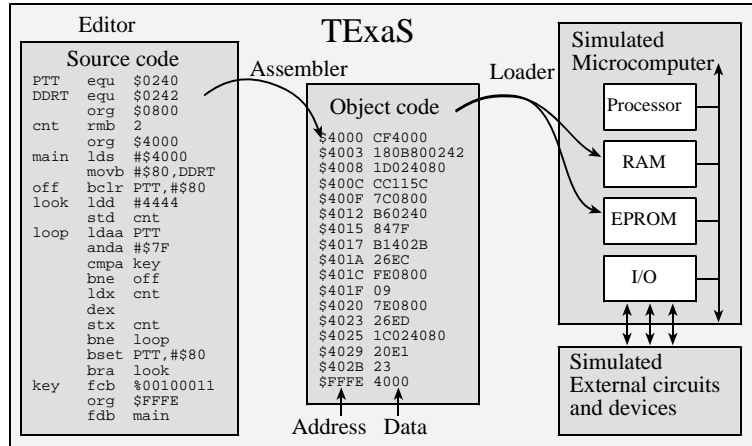 Editor
TExaS
Source code
PTT equ $0240
DDRT equ $0242
org $0800
cnt rmb 2
org $4000
main lds #$4000
movb #$80,DDRT
off bclr PTT,#$80
look ldd #4444
std cnt
loop ldaa PTT
anda #$7F
cmpa key
bne off
ldx cnt
dex
stx cnt
bne loop
bset PTT,#$80
bra look
key fcb %00100011
org $FFFE
fdb main
Assembler
Object code
$4000 CF4000
$4003 180B800242
$4008 1D024080
$400C CC115C
$400F 7C0800
$4012 B60240
$4015 847F
$4017 B1402B
$401A 26EC
$401C FE0800
$401F 09
$4020 7E0800
$4023 26ED
$4025 1C024080
$4029 20E1
$402B 23
$FFFE 4000
Address Data
Loader
Simulated
Microcomputer
Processor
RAM
EPROM
I/O
Simulated
External circuits
and devices